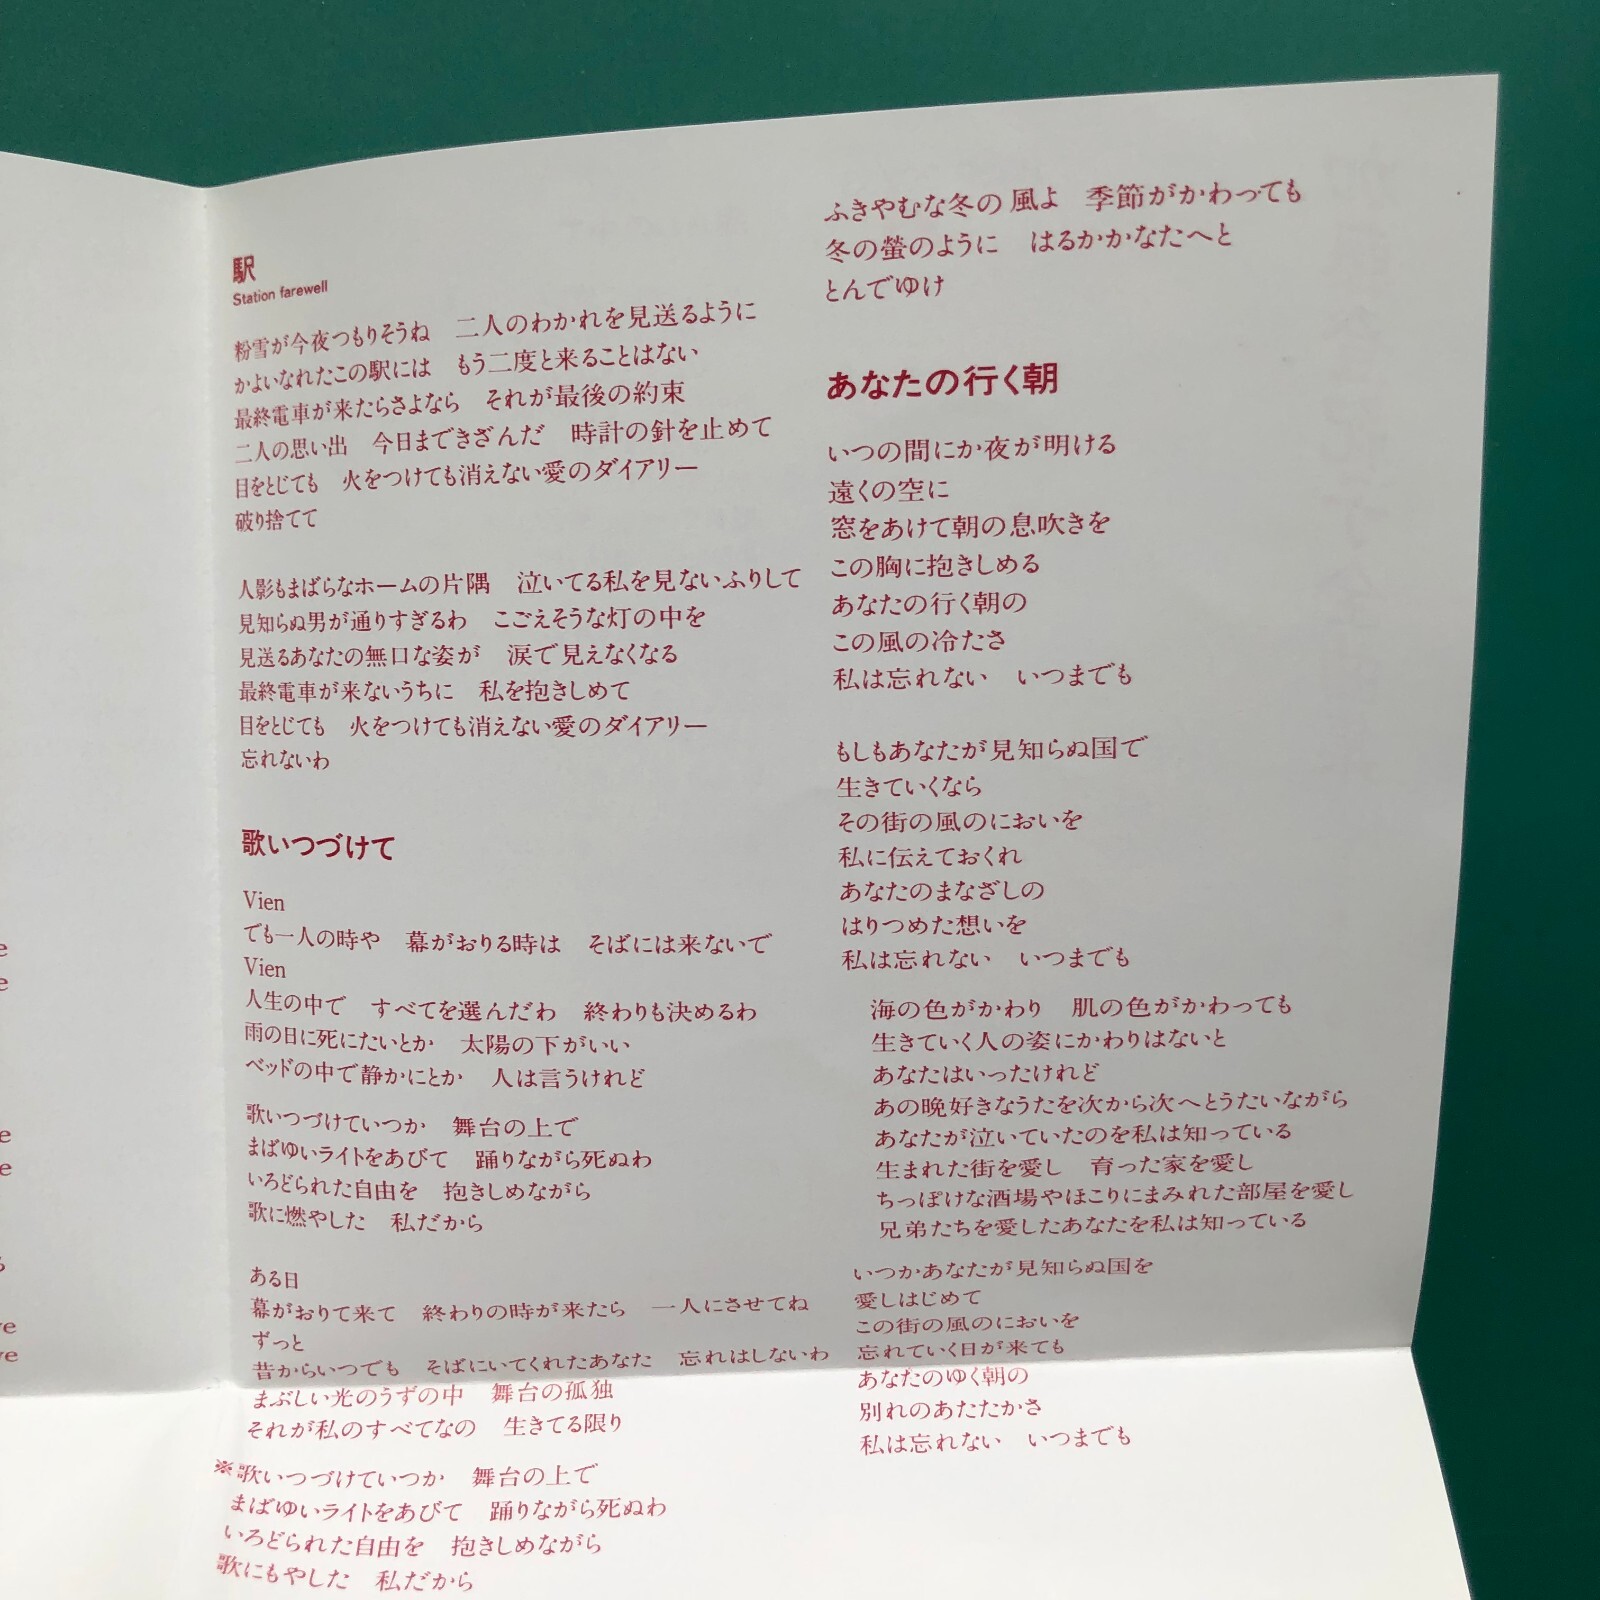 駅
Station farewell
粉雪が今夜つもりそうね　二人のわかれを見送るように
かよいなれたこの駅には　もう二度と来ることはない
最終電車が来たらさよなら　それが最後の約束
二人の思い出　今日まできざんだ　時計の針を止めて
目をとじても　火をつけても消えない愛のダイアリー
破り捨てて
人影もまばらなホームの片隅　泣いてる私を見ないふりして
見知らぬ男が通りすぎるわ　こごえそうな灯の中を
見送るあなたの無口な姿が　涙で見えなくなる
最終電車が来ないうちに　私を抱きしめて
目をとじても　火をつけても消えない愛のダイアリー
忘れないわ
歌いつづけて
Vien
でも一人の時や　幕がおりる時は　そばには来ないで
Vien
人生の中で　すべてを選んだわ　終わりも決めるわ
雨の日に死にたいとか　太陽の下がいい
ベッドの中で静かにとか　人は言うけれど
歌いつづけていつか　舞台の上で
まばゆいライトをあびて　踊りながら死ぬわ
いろどられた自由を　抱きしめながら
歌に燃やした　私だから
ある日
幕がおりて来て　終わりの時が来たら　一人にさせてね
ずっと
昔からいつでも　そばにいてくれたあなた　忘れはしないわ
まぶしい光のうずの中　舞台の孤独
それが私のすべてなの　生きてる限り
※歌いつづけていつか　舞台の上で
まばゆいライトをあびて　踊りながら死ぬわ
いろどられた自由を　抱きしめながら
歌にもやした　私だから
ふきやむな冬の風よ　季節がかわっても
冬の螢のように　はるかかなたへと
とんでゆけ
あなたの行く朝
いつの間にか夜が明ける
遠くの空に
窓をあけて朝の息吹きを
この胸に抱きしめる
あなたの行く朝の
この風の冷たさ
私は忘れない　いつまでも
もしもあなたが見知らぬ国で
生きていくなら
その街の風のにおいを
私に伝えておくれ
あなたのまなざしの
はりつめた想いを
私は忘れない　いつまでも
海の色がかわり　肌の色がかわっても
生きていく人の姿にかわりはないと
あなたはいったけれど
あの晩好きなうたを次から次へとうたいながら
あなたが泣いていたのを私は知っている
生まれた街を愛し　育った家を愛し
ちっぽけな酒場やほこりにまみれた部屋を愛し
兄弟たちを愛したあなたを私は知っている
いつかあなたが見知らぬ国を
愛しはじめて
この街の風のにおいを
忘れていく日が来ても
あなたのゆく朝の
別れのあたたかさ
私は忘れない　いつまでも